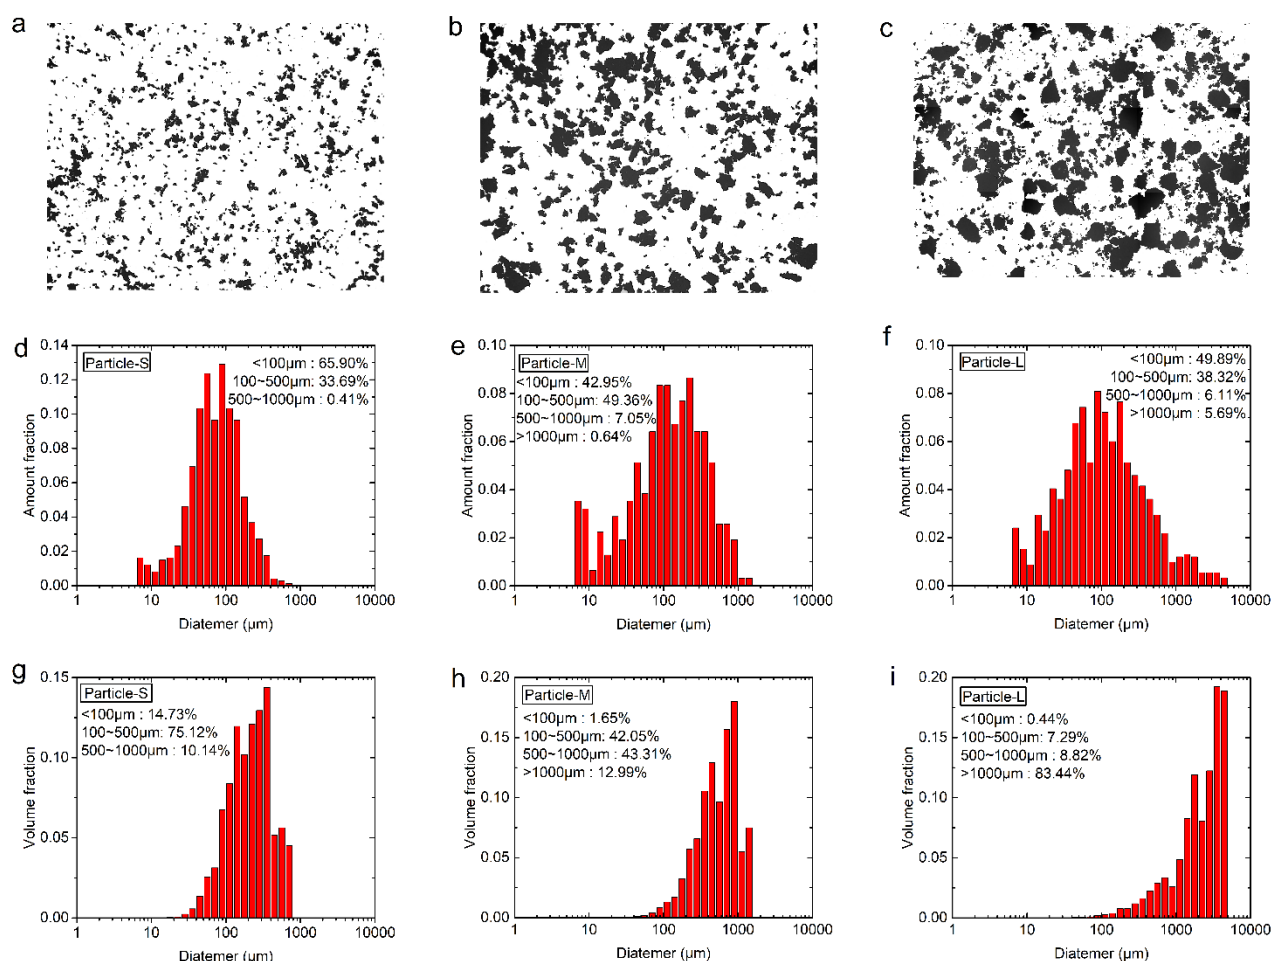 a
b
c
d
Particle-S
<100μm : 65.90%
100~500μm : 33.69%
500~1000μm : 0.41%
0.14
0.12
0.10
0.08
0.06
0.04
0.02
0.00
Amount fraction
1
10
100
1000
10000
Diatemer (μm)
e
Particle-M
<100μm : 42.95%
100~500μm : 49.36%
500~1000μm : 7.05%
>1000μm : 0.64%
0.10
0.08
0.06
0.04
0.02
0.00
Amount fraction
1
10
100
1000
10000
Diatemer (μm)
f
Particle-L
<100μm : 49.89%
100~500μm : 38.32%
500~1000μm : 6.11%
>1000μm : 5.69%
0.10
0.08
0.06
0.04
0.02
0.00
Amount fraction
1
10
100
1000
10000
Diatemer (μm)
g
Particle-S
<100μm : 14.73%
100~500μm : 75.12%
500~1000μm : 10.14%
0.15
0.10
0.05
0.00
Volume fraction
1
10
100
1000
10000
Diatemer (μm)
h
Particle-M
<100μm : 1.65%
100~500μm : 42.05%
500~1000μm : 43.31%
>1000μm : 12.99%
0.20
0.15
0.10
0.05
0.00
Volume fraction
1
10
100
1000
10000
Diatemer (μm)
i
Particle-L
<100μm : 0.44%
100~500μm : 7.29%
500~1000μm : 8.82%
>1000μm : 83.44%
0.20
0.15
0.10
0.05
0.00
Volume fraction
1
10
100
1000
10000
Diatemer (μm)